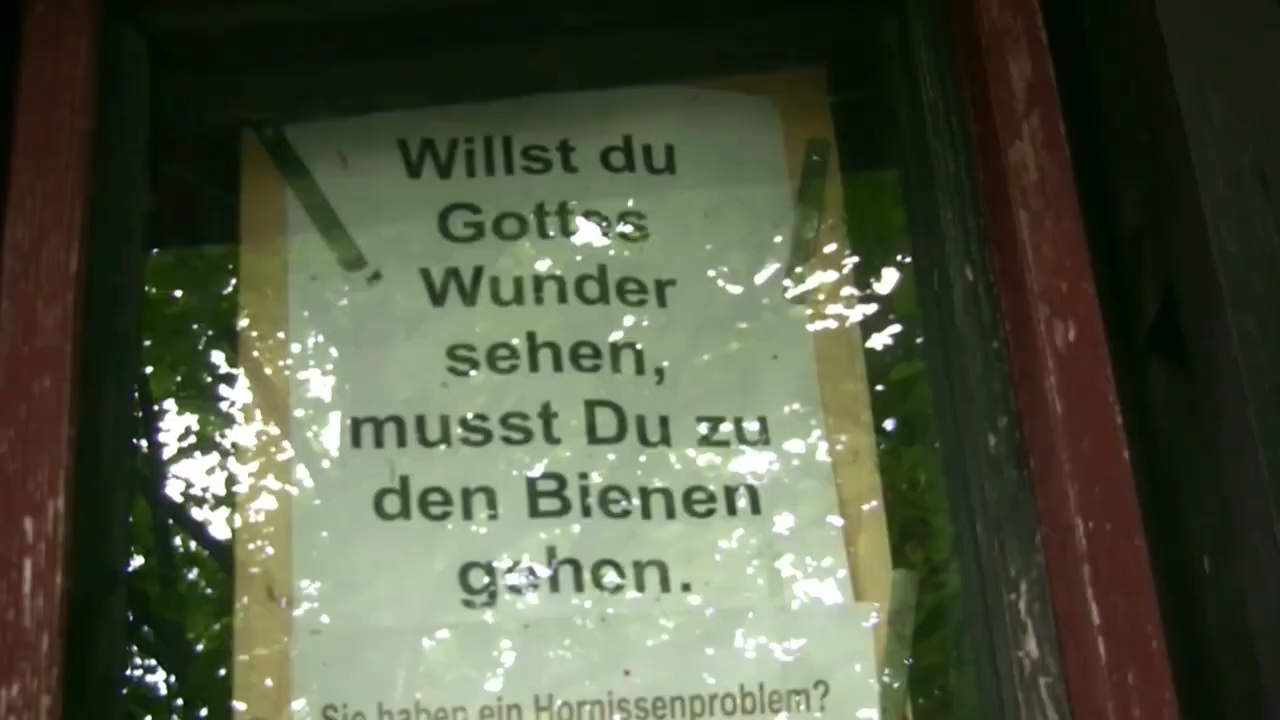 Willst du
Gottes
Wunder
sehen,
musst Du zu
den Bienen
gehen.
Sie haben ein Hornissenproblem?